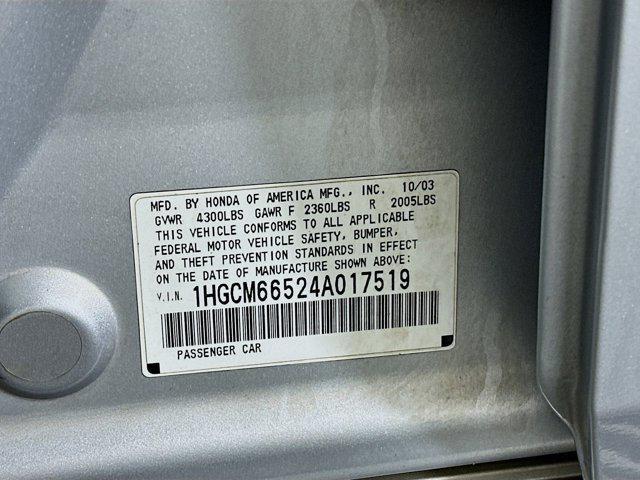 MFD. BY HONDA OF AMERICA MFG., INC. 10/03
GVWR 4300LBS GAWR F 2360LBS R 2005LBS
THIS VEHICLE CONFORMS TO ALL APPLICABLE
FEDERAL MOTOR VEHICLE SAFETY, BUMPER,
AND THEFT PREVENTION STANDARDS IN EFFECT
ON THE DATE OF MANUFACTURE SHOWN ABOVE:
V.I.N. 1HGCM66524A017519
PASSENGER CAR